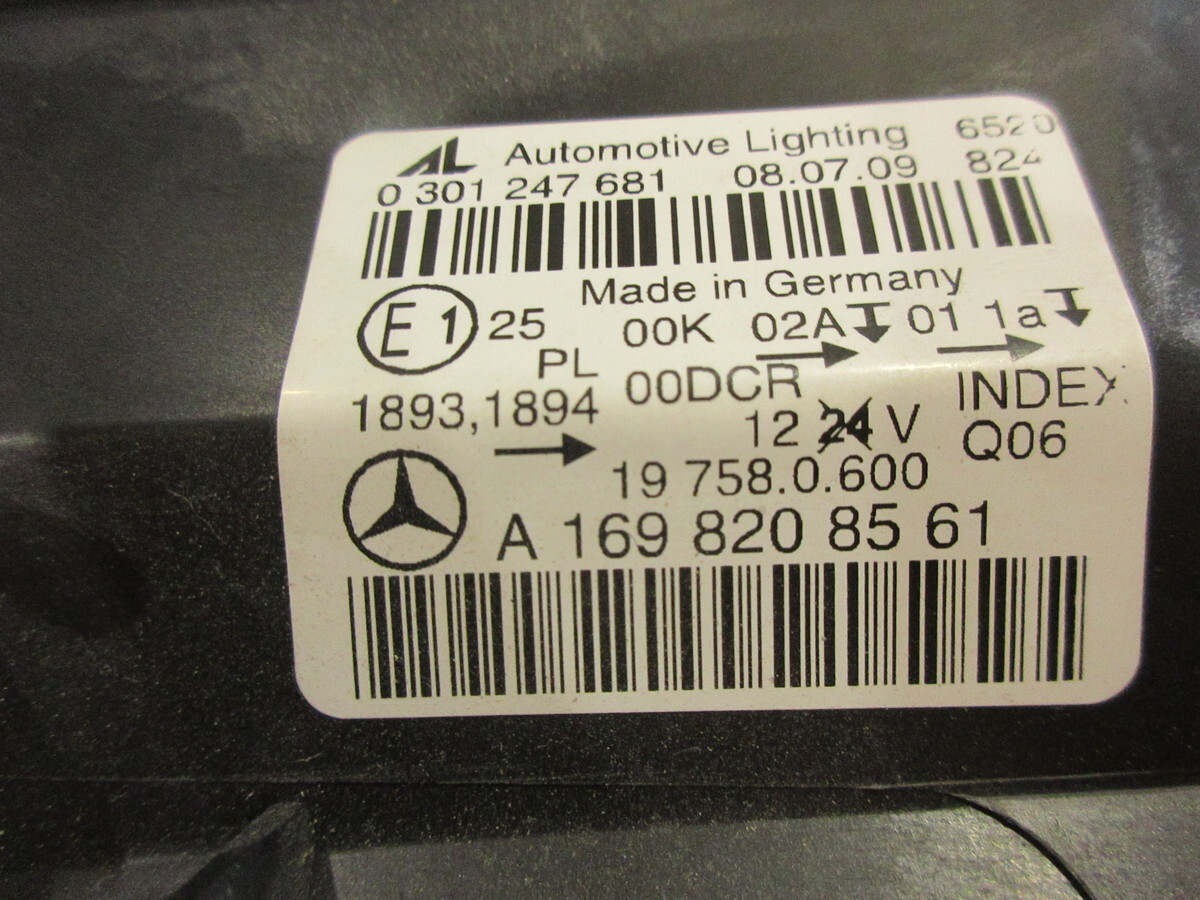 AL Automotive Lighting 6520
0 301 247 681 08.07.09 824
Made in Germany
E1 25 00K 02A 01 1a
PL 00DCR INDEX
1893,1894 12 24 V Q06
19 758.0.600
A 169 820 85 61